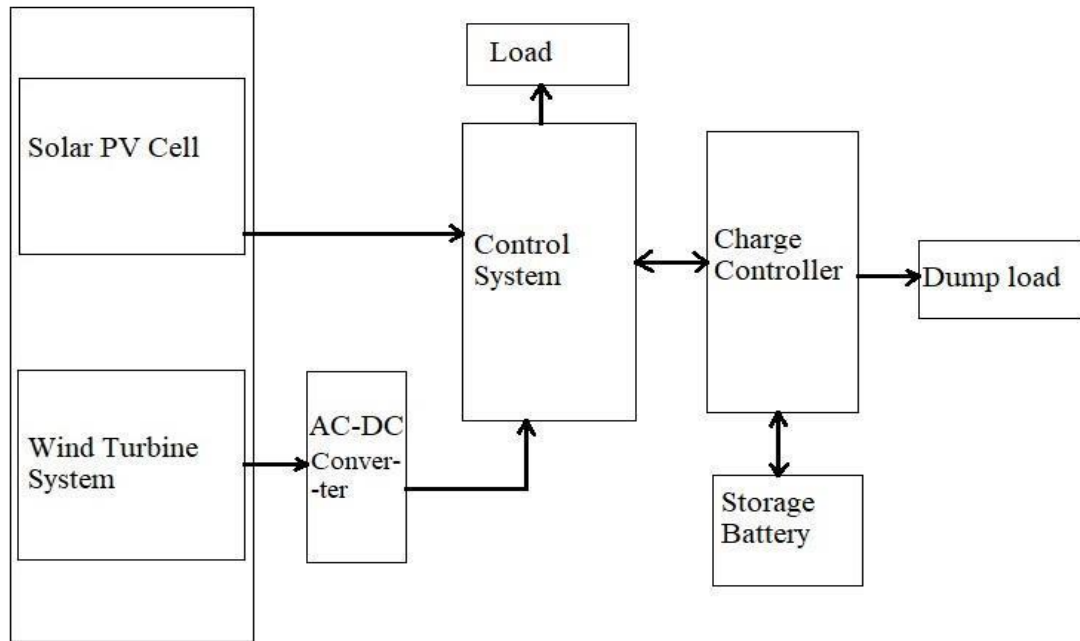 Solar PV Cell
Wind Turbine
System
AC-DC
Conver-
-ter
Load
Control
System
Charge
Controller
Storage
Battery
Dump load